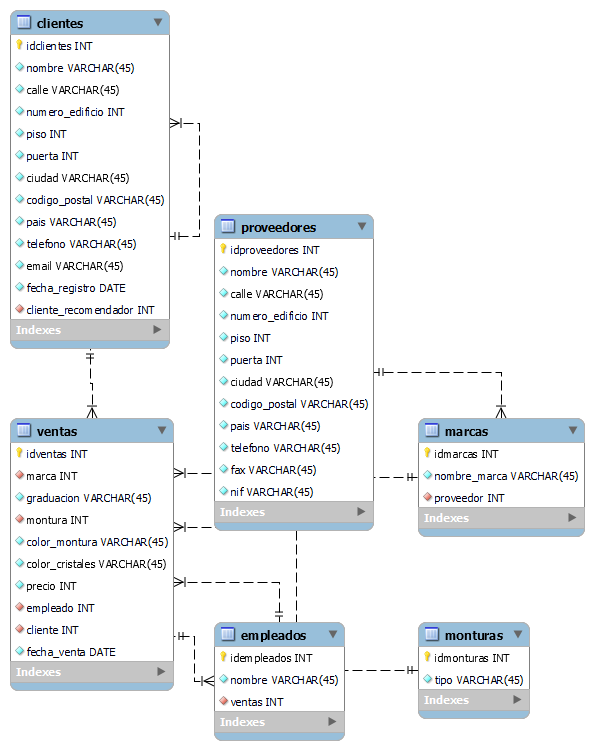 clientes
idclientes INT
nombre VARCHAR(45)
calle VARCHAR(45)
numero_edificio INT
piso INT
puerta INT
ciudad VARCHAR(45)
codigo_postal VARCHAR(45)
pais VARCHAR(45)
telefono VARCHAR(45)
email VARCHAR(45)
fecha_registro DATE
cliente_recomendador INT
Indexes
proveedores
idproveedores INT
nombre VARCHAR(45)
calle VARCHAR(45)
numero_edificio INT
piso INT
puerta INT
ciudad VARCHAR(45)
codigo_postal VARCHAR(45)
pais VARCHAR(45)
telefono VARCHAR(45)
fax VARCHAR(45)
nif VARCHAR(45)
Indexes
marcas
idmarcas INT
nombre_marca VARCHAR(45)
proveedor INT
Indexes
ventas
idventas INT
marca INT
graduacion VARCHAR(45)
montura INT
color_montura VARCHAR(45)
color_cristales VARCHAR(45)
precio INT
empleado INT
cliente INT
fecha_venta DATE
Indexes
empleados
idempleados INT
nombre VARCHAR(45)
ventas INT
Indexes
monturas
idmonturas INT
tipo VARCHAR(45)
Indexes